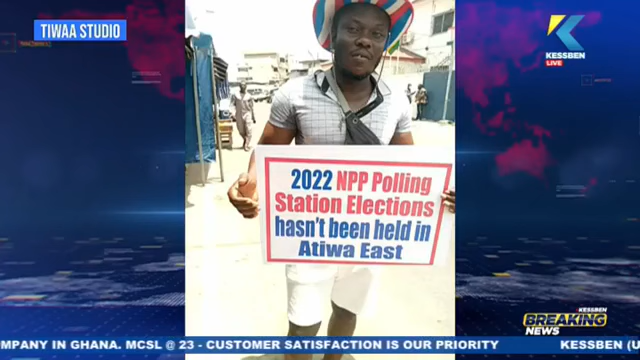 TIWAA STUDIO
KESSBEN
LIVE
2022 NPP Polling
Station Elections
hasn't been held in
Atiwa East
KESSBEN
BREAKING
NEWS
MPANY IN GHANA. MCSL @ 23 - CUSTOMER SATISFACTION IS OUR PRIORITY
KESSBEN (U